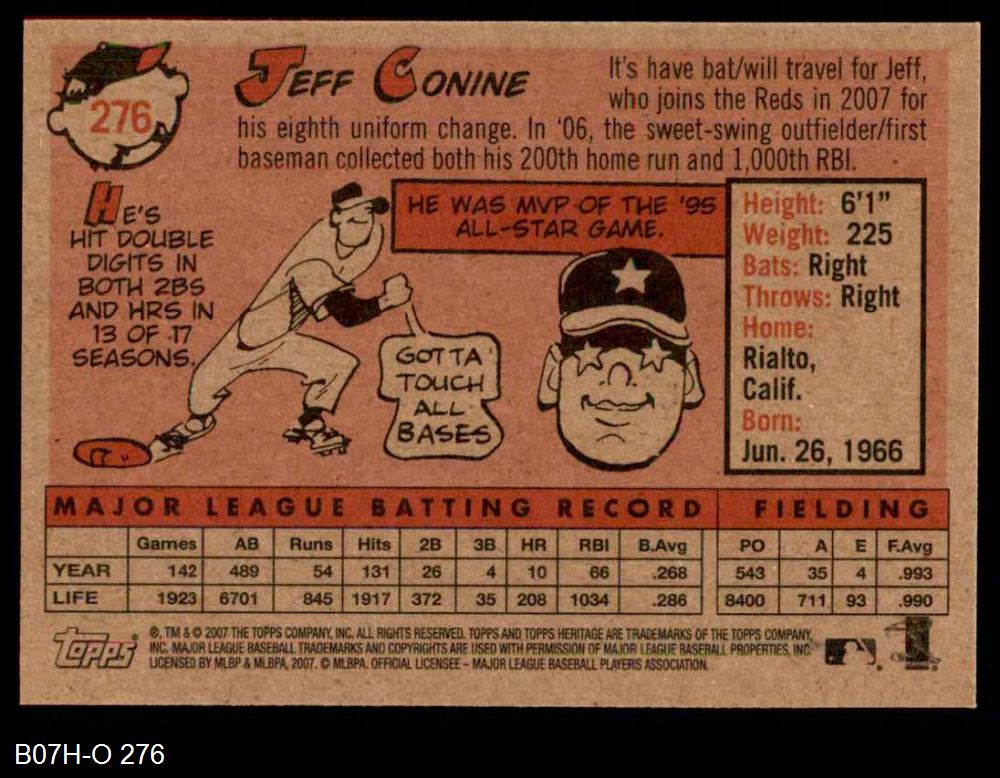 276
JEFF CONINE
It's have bat/will travel for Jeff,
who joins the Reds in 2007 for
his eighth uniform change. In '06, the sweet-swing outfielder/first
baseman collected both his 200th home run and 1,000th RBI.
HE'S
HIT DOUBLE
DIGITS IN
BOTH 2BS
AND HRS IN
13 OF 17
SEASONS.
GOTTA
TOUCH
ALL
BASES
HE WAS MVP OF THE '95
ALL-STAR GAME.
Height: 6'1"
Weight: 225
Bats: Right
Throws: Right
Home:
Rialto,
Calif.
Born:
Jun. 26, 1966
MAJOR LEAGUE BATTING RECORD FIELDING
Games AB Runs Hits 2B 3B HR RBI B.Avg PO A E F.Avg
YEAR 142 489 54 131 26 4 10 66 .268 543 35 4 .993
LIFE 1923 6701 845 1917 372 35 208 1034 .286 8400 711 93 .990
Topps
®, TM & © 2007 THE TOPPS COMPANY, INC. ALL RIGHTS RESERVED. TOPPS AND TOPPS HERITAGE ARE TRADEMARKS OF THE TOPPS COMPANY,
INC. MAJOR LEAGUE BASEBALL TRADEMARKS AND COPYRIGHTS ARE USED WITH PERMISSION OF MAJOR LEAGUE BASEBALL PROPERTIES, INC.
LICENSED BY MLBP & MLBPA, 2007. © MLBPA. OFFICIAL LICENSEE - MAJOR LEAGUE BASEBALL PLAYERS ASSOCIATION.
B07H-O 276